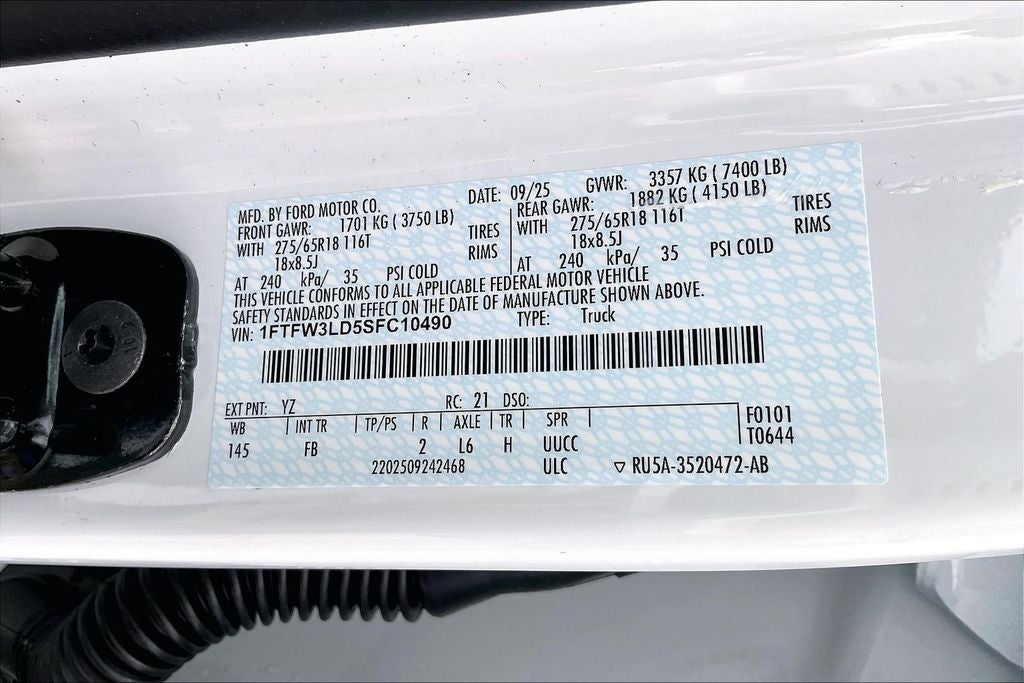 MFD. BY FORD MOTOR CO. DATE: 09/25 GVWR: 3357 KG ( 7400 LB)
FRONT GAWR: 1701 KG ( 3750 LB) REAR GAWR: 1882 KG ( 4150 LB)
WITH 275/65R18 116T TIRES WITH 275/65R18 116T TIRES
18x8.5J RIMS 18x8.5J RIMS
AT 240 kPa/ 35 PSI COLD AT 240 kPa/ 35 PSI COLD
THIS VEHICLE CONFORMS TO ALL APPLICABLE FEDERAL MOTOR VEHICLE
SAFETY STANDARDS IN EFFECT ON THE DATE OF MANUFACTURE SHOWN ABOVE.
VIN: 1FTFW3LD5SFC10490 TYPE: Truck
EXT PNT: YZ RC: 21 DSO:
WB INT TR TP/PS R AXLE TR SPR F0101
145 FB 2 L6 H UUCC T0644
2202509242468 ULC ▽ RU5A-3520472-AB